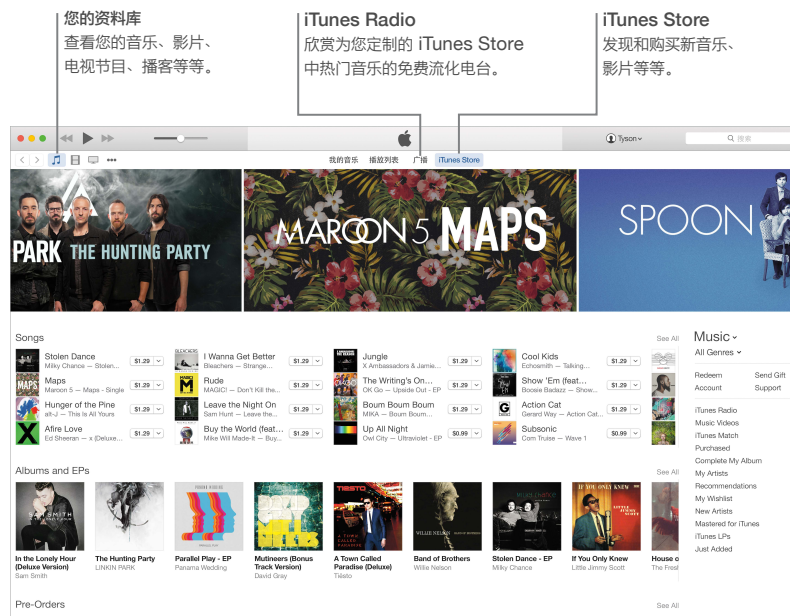 您的资料库
查看您的音乐、影片、
电视节目、播客等等。
iTunes Radio
欣赏为您定制的 iTunes Store
中热门音乐的免费流化电台。
iTunes Store
发现和购买新音乐、
影片等等。
Tyson
搜索
我的音乐 播放列表 广播 iTunes Store
PARK THE HUNTING PARTY
MAROON 5 MAPS
SPOON
Songs
See All
Stolen Dance
Milky Chance — Stolen...
$1.29
I Wanna Get Better
Bleachers — Strange...
$1.29
Jungle
X Ambassadors & Jamie...
$1.29
Cool Kids
Echosmith — Talking...
$1.29
Maps
Maroon 5 — Maps - Single
$1.29
Rude
MAGIC! — Don't Kill the...
$1.29
The Writing's On...
OK Go — Upside Out - EP
$1.29
Show 'Em (feat...
Boosie Badazz — Show...
$1.29
Hunger of the Pine
alt-J — This Is All Yours
$1.29
Leave the Night On
Sam Hunt — Leave the...
$1.29
Boum Boum Boum
MIKA — Boum Boum...
$1.29
Action Cat
Gerard Way — Action Cat...
$1.29
Afire Love
Ed Sheeran — x (Deluxe...
$1.29
Buy the World (feat...
Mike Will Made-It — Buy...
$1.29
Up All Night
Owl City — Ultraviolet - EP
$0.99
Subsonic
Com Truise — Wave 1
$0.99
Music
All Genres
Redeem Send Gift
Account Support
iTunes Radio
Music Videos
iTunes Match
Purchased
Complete My Album
My Artists
Recommendations
My Wishlist
New Artists
Mastered for iTunes
iTunes LPs
Just Added
Albums and EPs
See All
In the Lonely Hour
(Deluxe Version)
Sam Smith
The Hunting Party
LINKIN PARK
Parallel Play - EP
Panama Wedding
Mutineers (Bonus
Track Version)
David Gray
A Town Called
Paradise (Deluxe)
Tiësto
Band of Brothers
Willie Nelson
Stolen Dance - EP
Milky Chance
If You Only Knew
Little Jimmy Scott
House o
The Fresh
Pre-Orders
See All